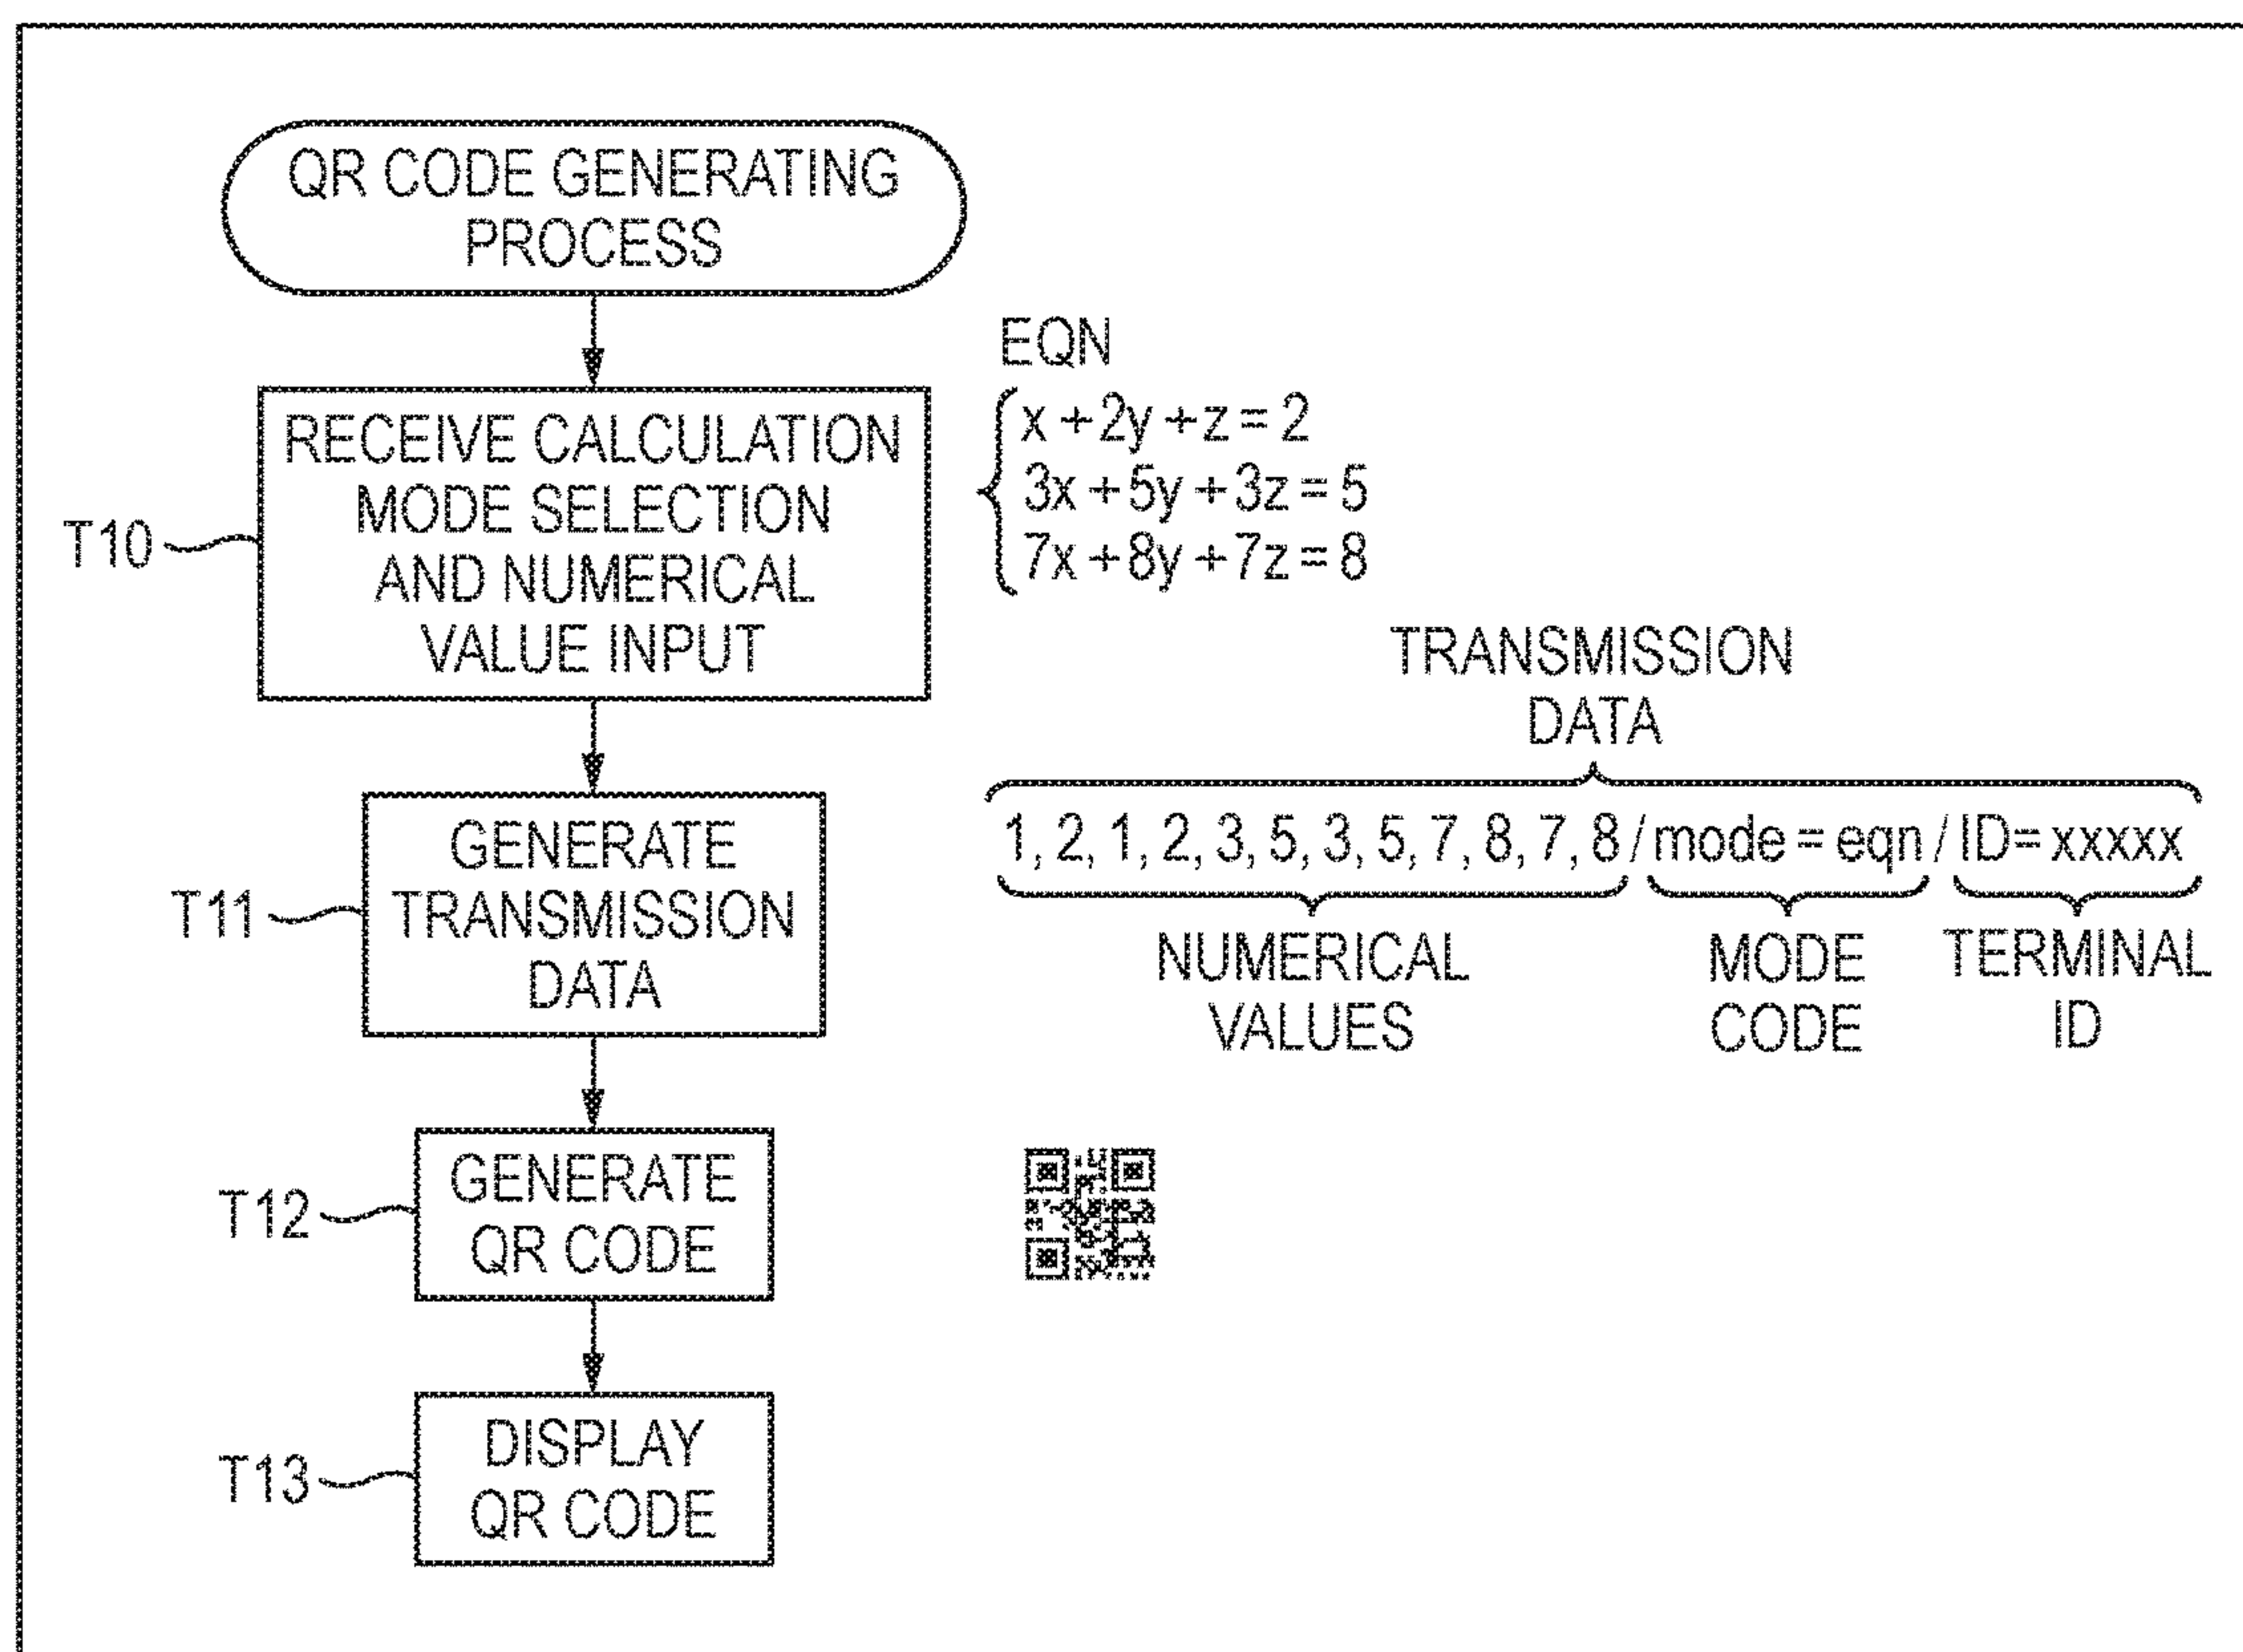 QR CODE GENERATING
PROCESS
EQN
x + 2y + z = 2
3x + 5y + 3z = 5
7x + 8y + 7z = 8
T10
RECEIVE CALCULATION
MODE SELECTION
AND NUMERICAL
VALUE INPUT
TRANSMISSION
DATA
1, 2, 1, 2, 3, 5, 3, 5, 7, 8, 7, 8 / mode = eqn / ID= xxxxx
NUMERICAL
VALUES
MODE
CODE
TERMINAL
ID
T11
GENERATE
TRANSMISSION
DATA
T12
GENERATE
QR CODE
T13
DISPLAY
QR CODE